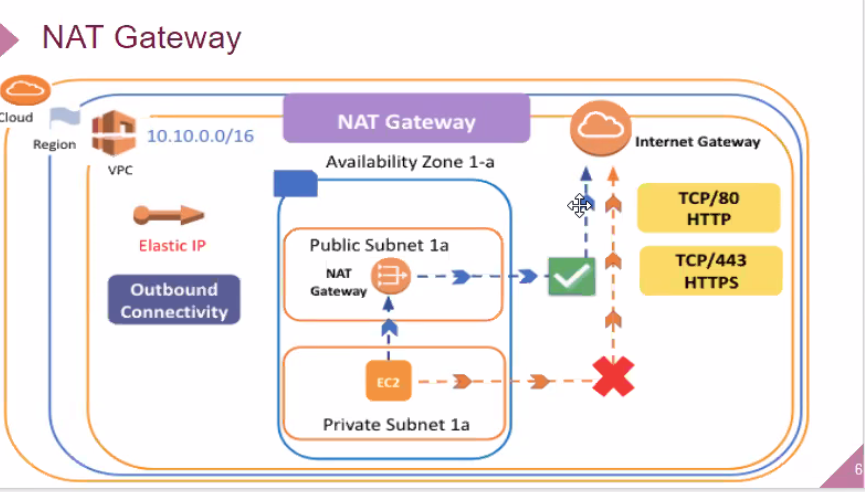 NAT Gateway
Cloud
Region
VPC
10.10.0.0/16
NAT Gateway
Internet Gateway
Availability Zone 1-a
TCP/80
HTTP
TCP/443
HTTPS
Elastic IP
Outbound
Connectivity
Public Subnet 1a
NAT
Gateway
EC2
Private Subnet 1a
6